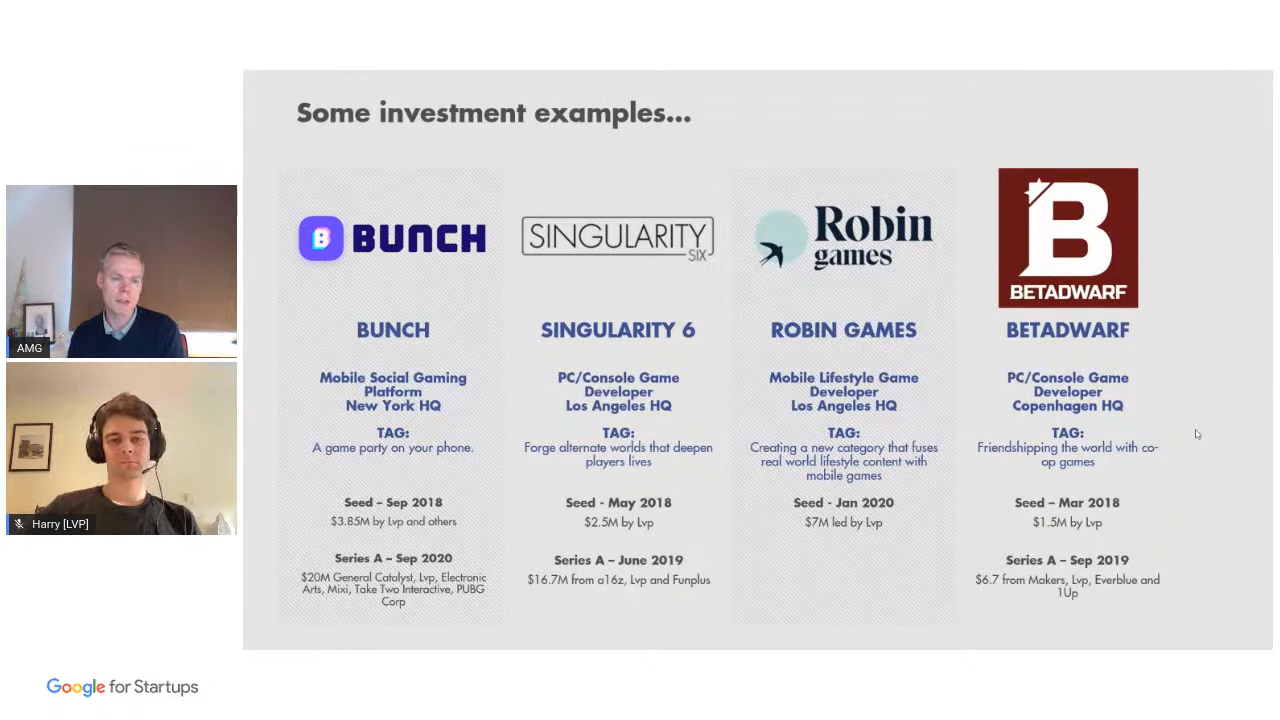 Some investment examples...
B BUNCH
SINGULARITY
SIX
Robin
games
B
BETADWARF
BUNCH
Mobile Social Gaming
Platform
New York HQ
TAG:
A game party on your phone.
Seed – Sep 2018
$3.85M by Lvp and others
Series A – Sep 2020
$20M General Catalyst, Lvp, Electronic
Arts, Mixi, Take Two Interactive, PUBG
Corp
SINGULARITY 6
PC/Console Game
Developer
Los Angeles HQ
TAG:
Forge alternate worlds that deepen
players lives
Seed - May 2018
$2.5M by Lvp
Series A – June 2019
$16.7M from a16z, Lvp and Funplus
ROBIN GAMES
Mobile Lifestyle Game
Developer
Los Angeles HQ
TAG:
Creating a new category that fuses
real world lifestyle content with
mobile games
Seed - Jan 2020
$7M led by Lvp
BETADWARF
PC/Console Game
Developer
Copenhagen HQ
TAG:
Friendshipping the world with co-
op games
Seed – Mar 2018
$1.5M by Lvp
Series A – Sep 2019
$6.7 from Makers, Lvp, Everblue and
1Up
AMG
Harry [LVP]
Google for Startups